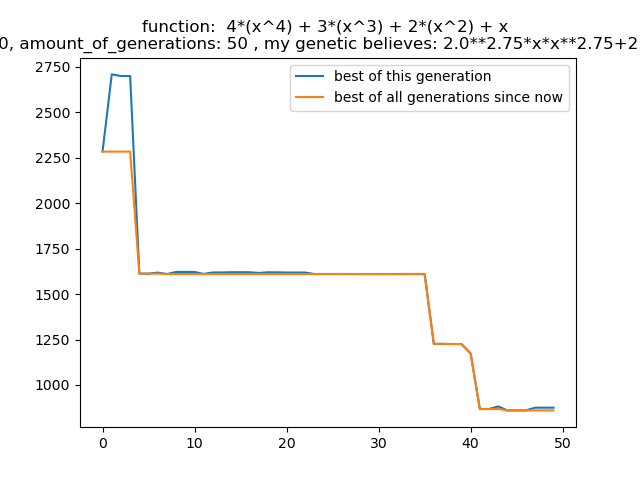 function:  4*(x^4) + 3*(x^3) + 2*(x^2) + x
0, amount_of_generations: 50 , my genetic believes: 2.0**2.75*x*x**2.75+2
2750
2500
2250
2000
1750
1500
1250
1000
best of this generation
best of all generations since now
0 10 20 30 40 50